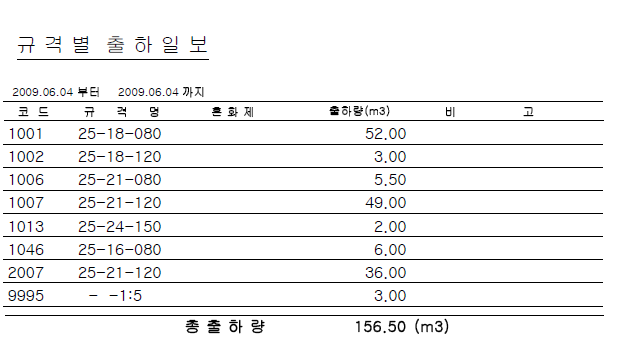 규 격 별 출 하 일 보
2009.06.04 부터 2009.06.04 까지
코 드 규 격 명 혼 화 제 출하량(m3) 비 고
1001 25-18-080 52.00
1002 25-18-120 3.00
1006 25-21-080 5.50
1007 25-21-120 49.00
1013 25-24-150 2.00
1046 25-16-080 6.00
2007 25-21-120 36.00
9995 - -1:5 3.00
총 출 하 량 156.50 (m3)